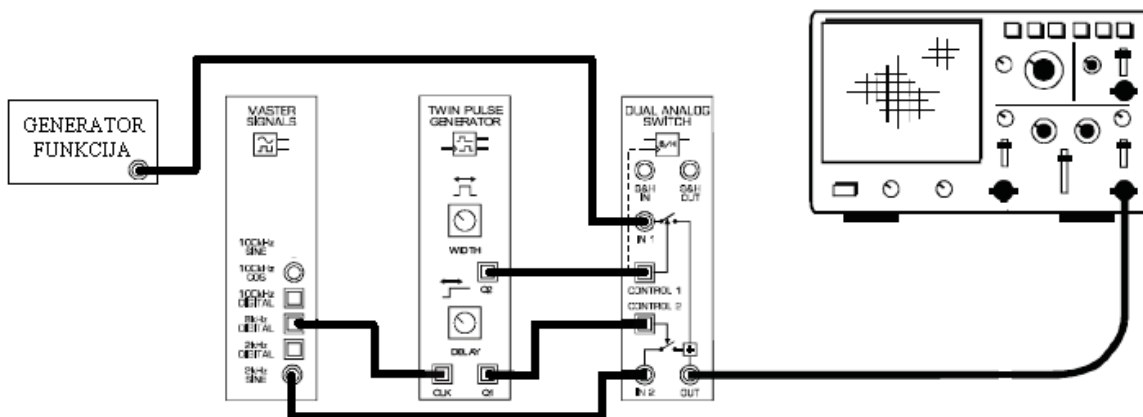 GENERATOR
FUNKCIJA
MASTER
SIGNALS
100kHz
SINE
100kHz
COS
100kHz
DIGITAL
8kHz
DIGITAL
2kHz
DIGITAL
2kHz
SINE
TWIN PULSE
GENERATOR
WIDTH
Q2
DELAY
CLK
Q1
DUAL ANALOG
SWITCH
S/H
S&H
IN
S&H
OUT
IN 1
CONTROL 1
CONTROL 2
IN 2
OUT